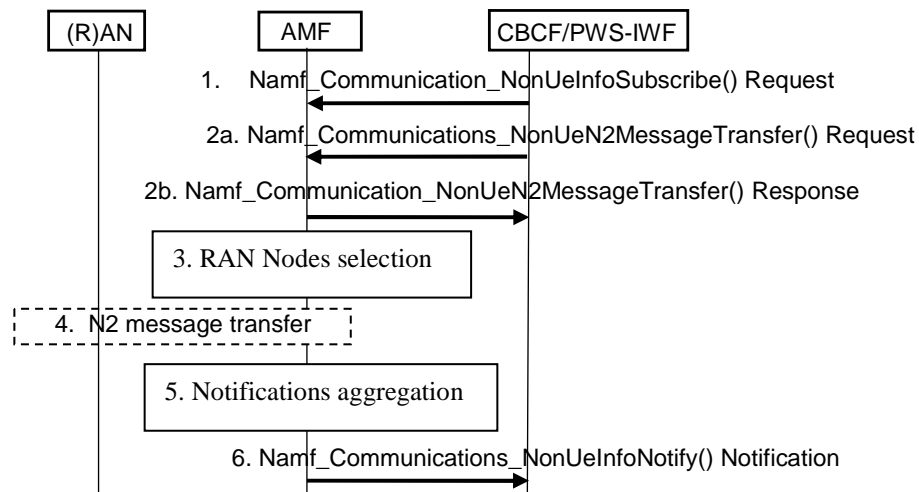 (R)AN AMF CBCF/PWS-IWF
1. Namf_Communication_NonUeInfoSubscribe() Request
2a. Namf_Communications_NonUeN2MessageTransfer() Request
2b. Namf_Communication_NonUeN2MessageTransfer() Response
3. RAN Nodes selection
4. N2 message transfer
5. Notifications aggregation
6. Namf_Communications_NonUeInfoNotify() Notification